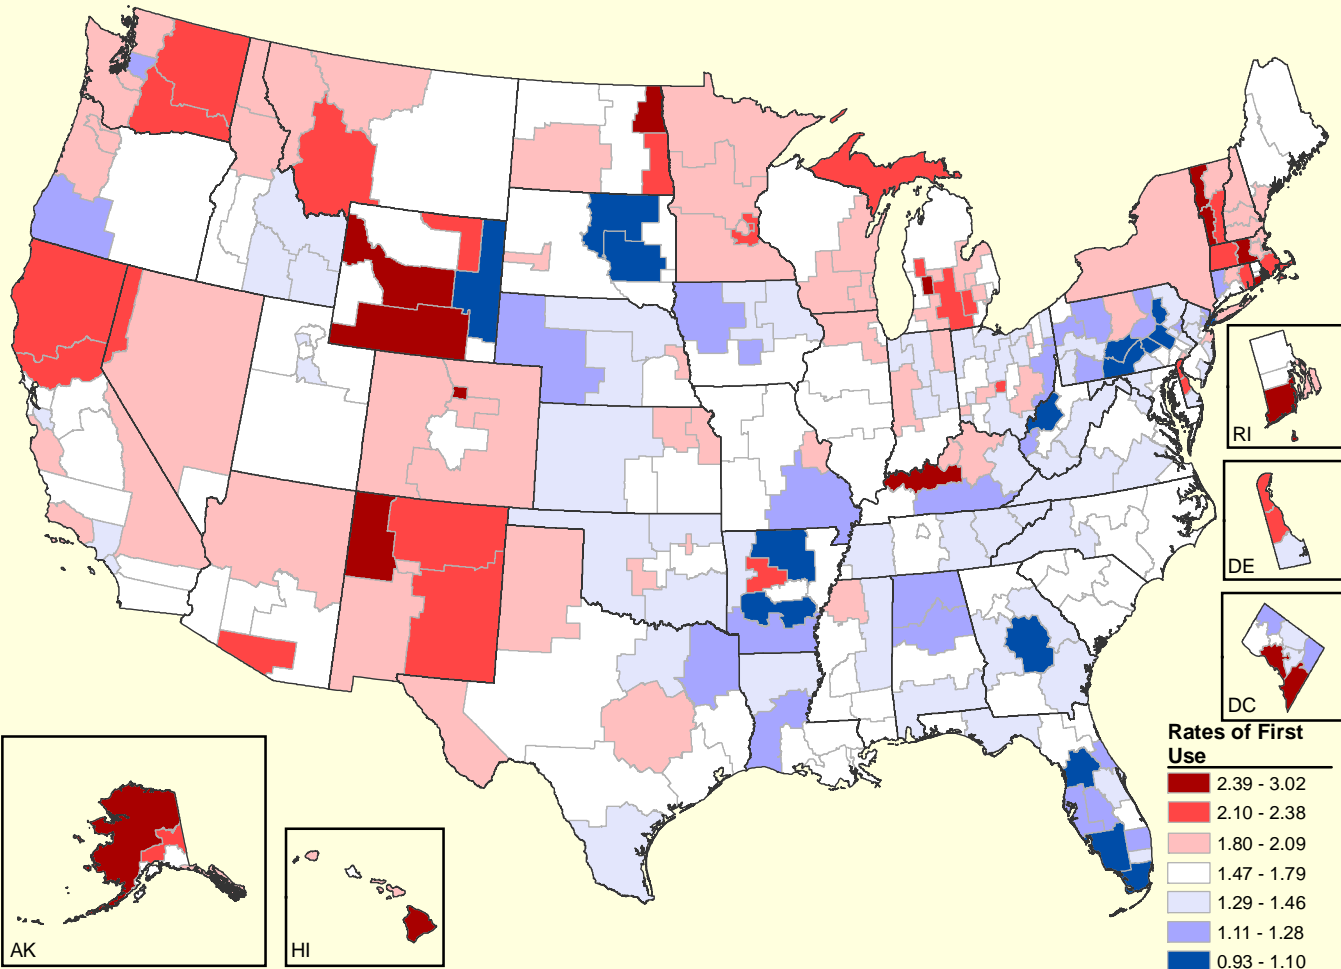 RI
DE
DC
AK
HI
Rates of First
Use
2.39 - 3.02
2.10 - 2.38
1.80 - 2.09
1.47 - 1.79
1.29 - 1.46
1.11 - 1.28
0.93 - 1.10